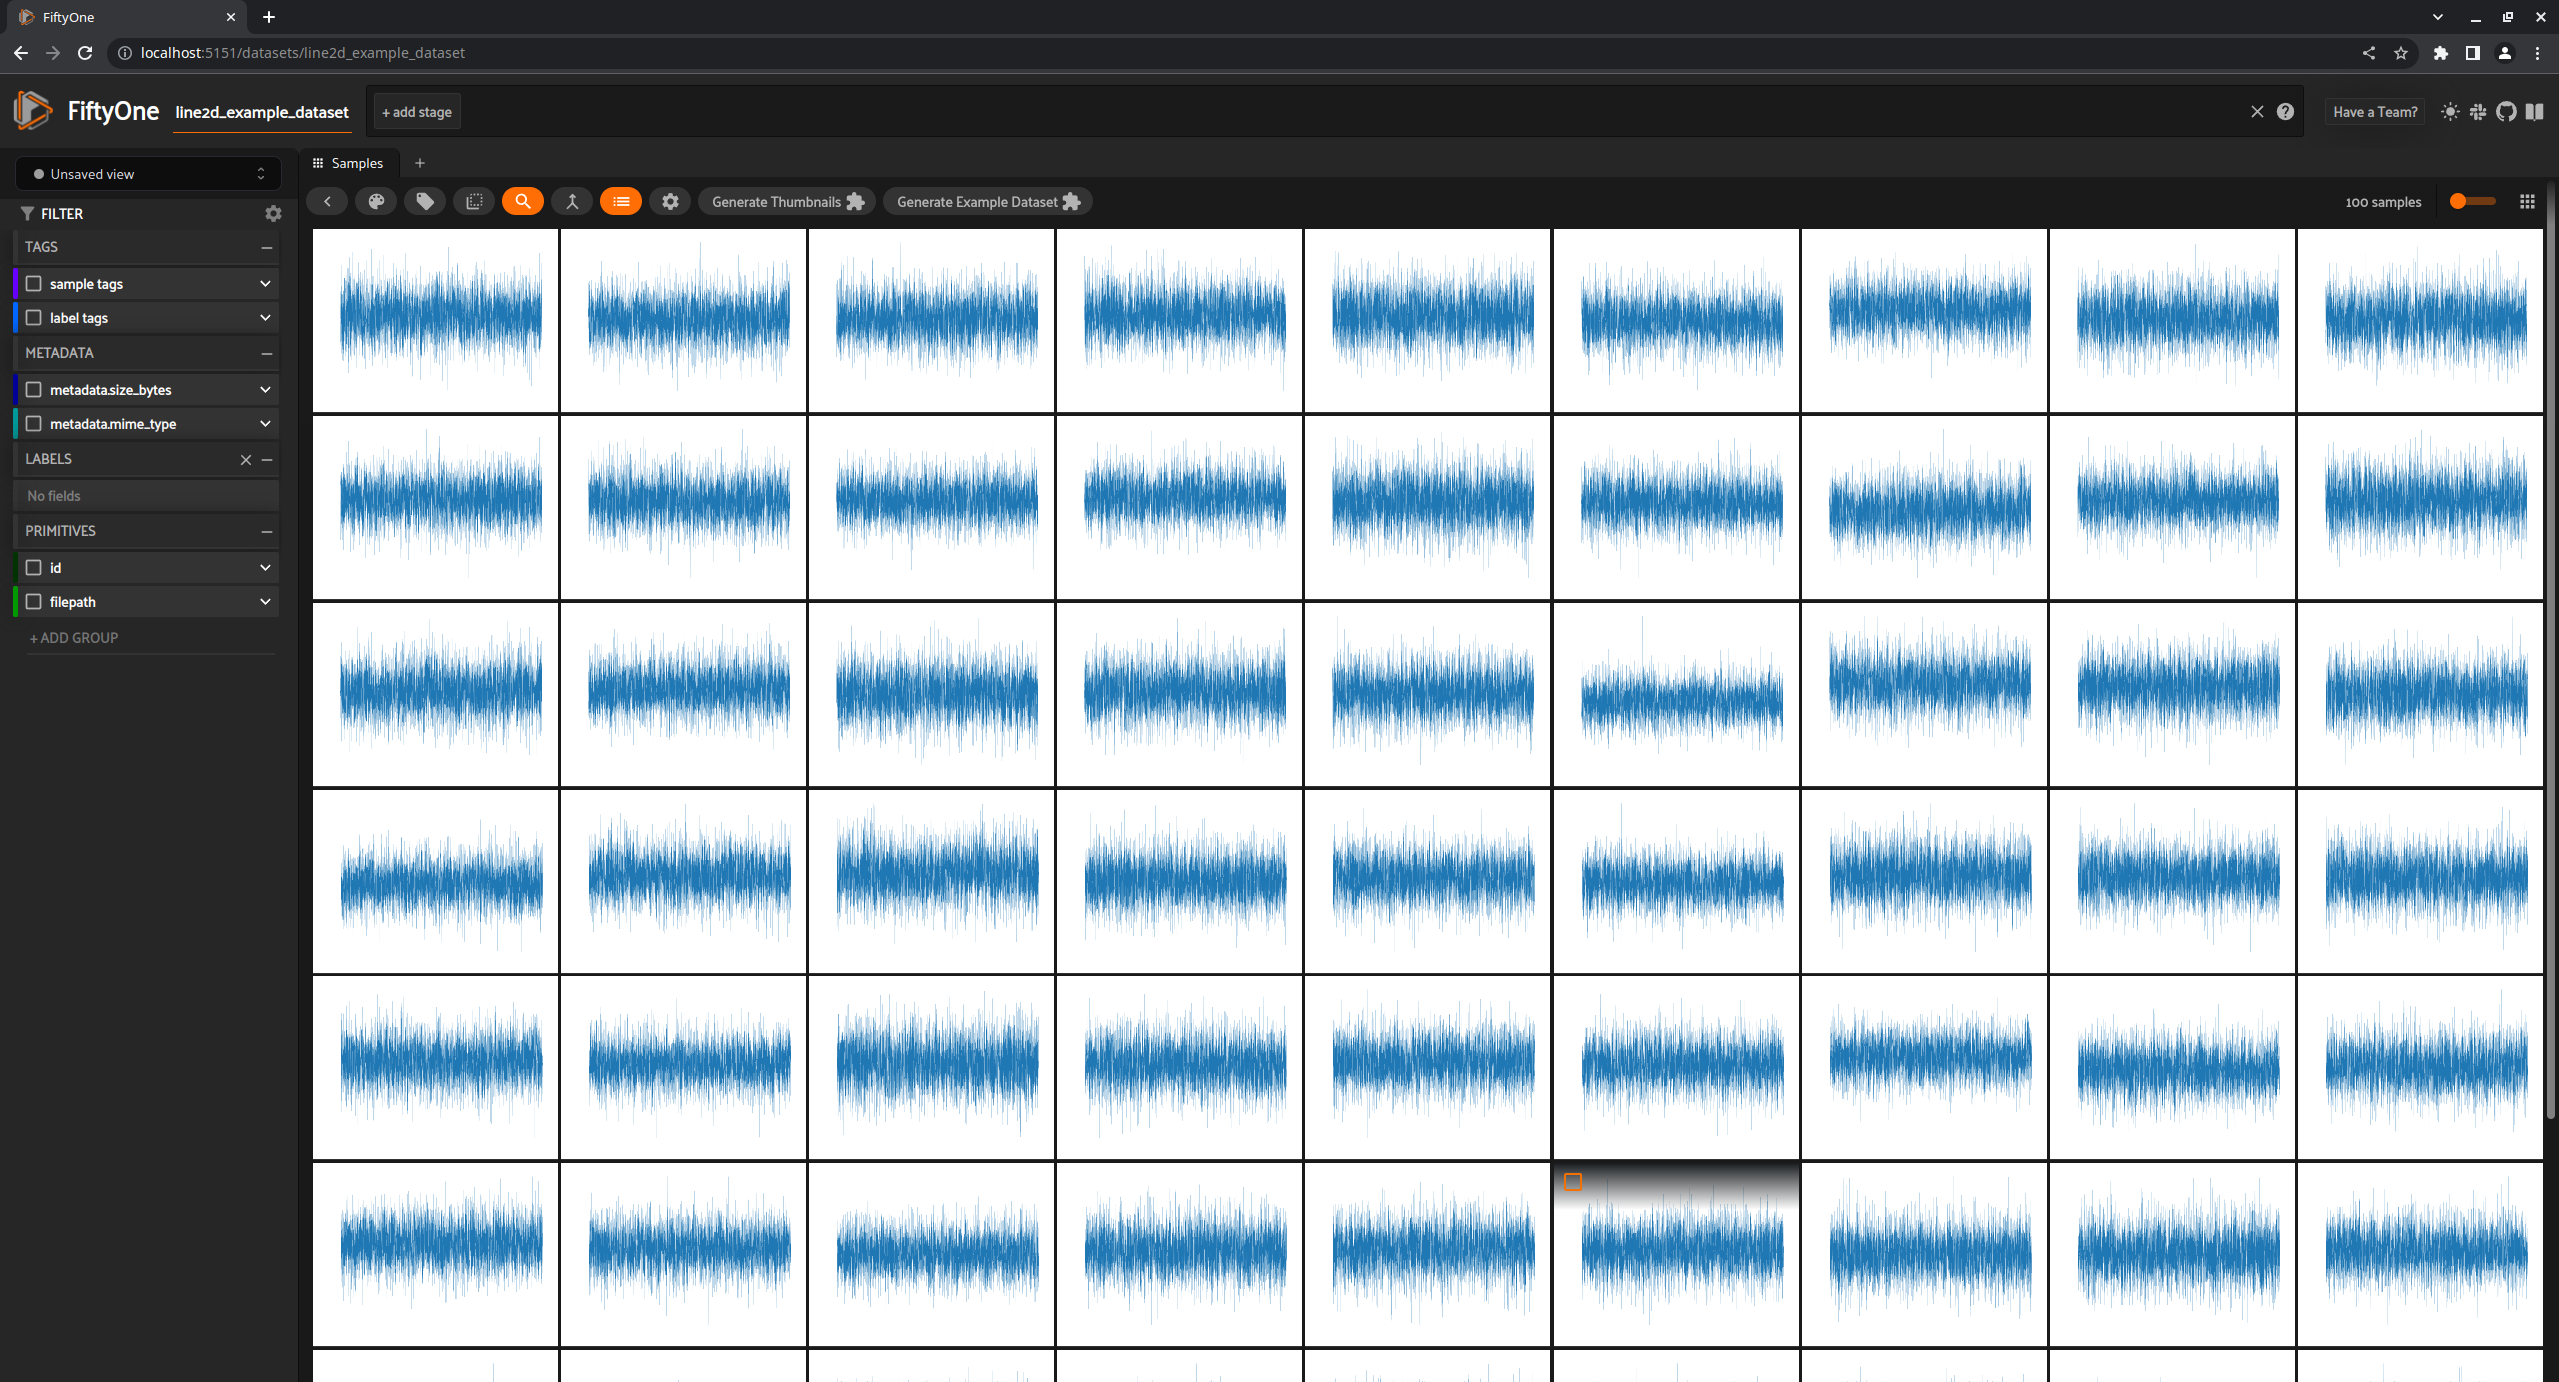 FiftyOne
localhost:5151/datasets/line2d_example_dataset
FiftyOne
line2d_example_dataset
+ add stage
Have a Team?
Unsaved view
Samples
FILTER
Generate Thumbnails
Generate Example Dataset
100 samples
TAGS
sample tags
label tags
METADATA
metadata.size_bytes
metadata.mime_type
LABELS
No fields
PRIMITIVES
id
filepath
+ ADD GROUP